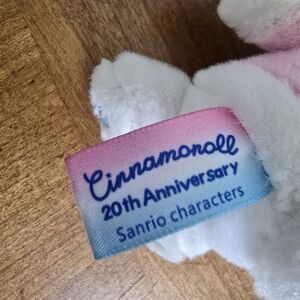 Cinnamoroll
20th Anniversary
Sanrio characters